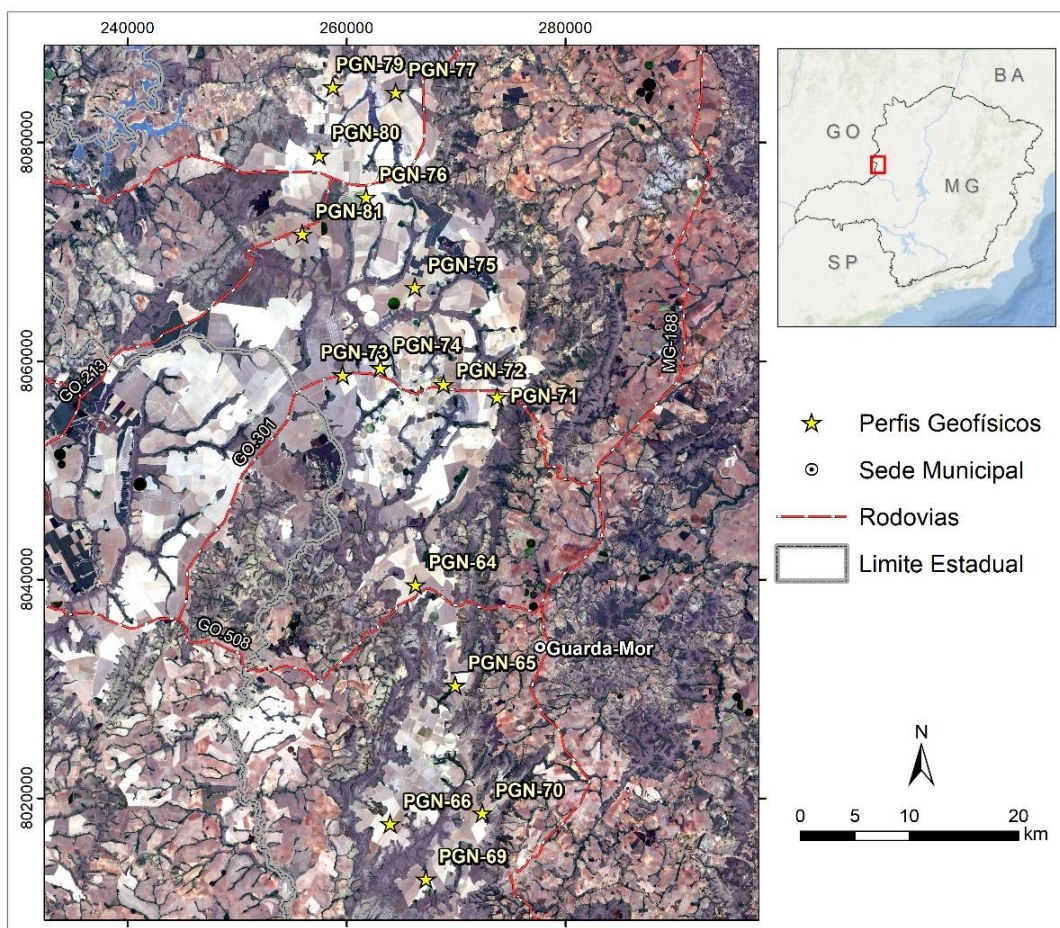 240000
260000
280000
8080000
8060000
8040000
8020000
PGN-79
PGN-77
PGN-80
PGN-76
PGN-81
PGN-75
PGN-74
PGN-73
PGN-72
PGN-71
GO-213
GO-301
MG-188
PGN-64
GO-508
Guarda-Mor
PGN-65
PGN-70
PGN-66
PGN-69
BA
GO
MG
SP
Perfis Geofísicos
Sede Municipal
Rodovias
Limite Estadual
N
0 5 10 20
km